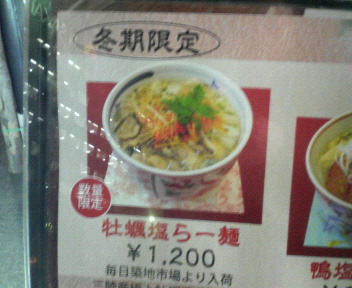 冬期限定
数量
限定
牡蠣塩らー麺
￥1,200
毎日築地市場より入荷
鴨塩